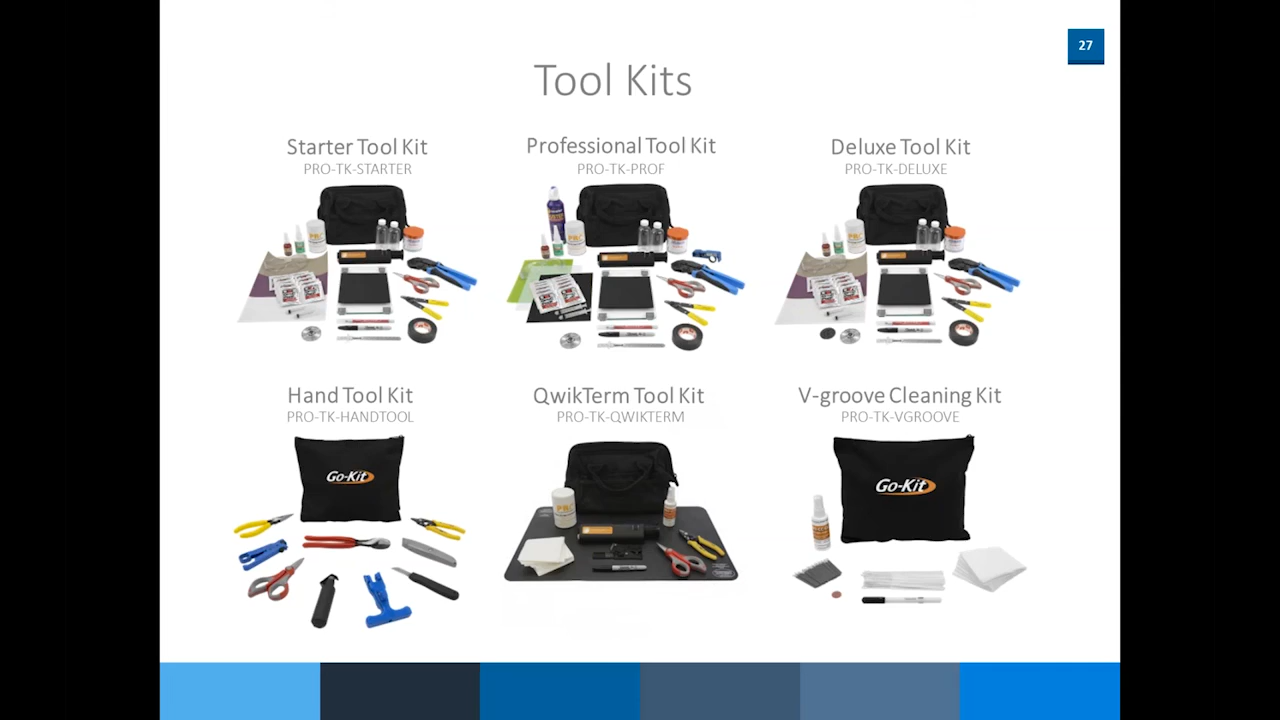 27
Tool Kits
Starter Tool Kit
PRO-TK-STARTER
Professional Tool Kit
PRO-TK-PROF
Deluxe Tool Kit
PRO-TK-DELUXE
Hand Tool Kit
PRO-TK-HANDTOOL
QwikTerm Tool Kit
PRO-TK-QWIKTERM
V-groove Cleaning Kit
PRO-TK-VGROOVE
Go-Kit
Go-Kit